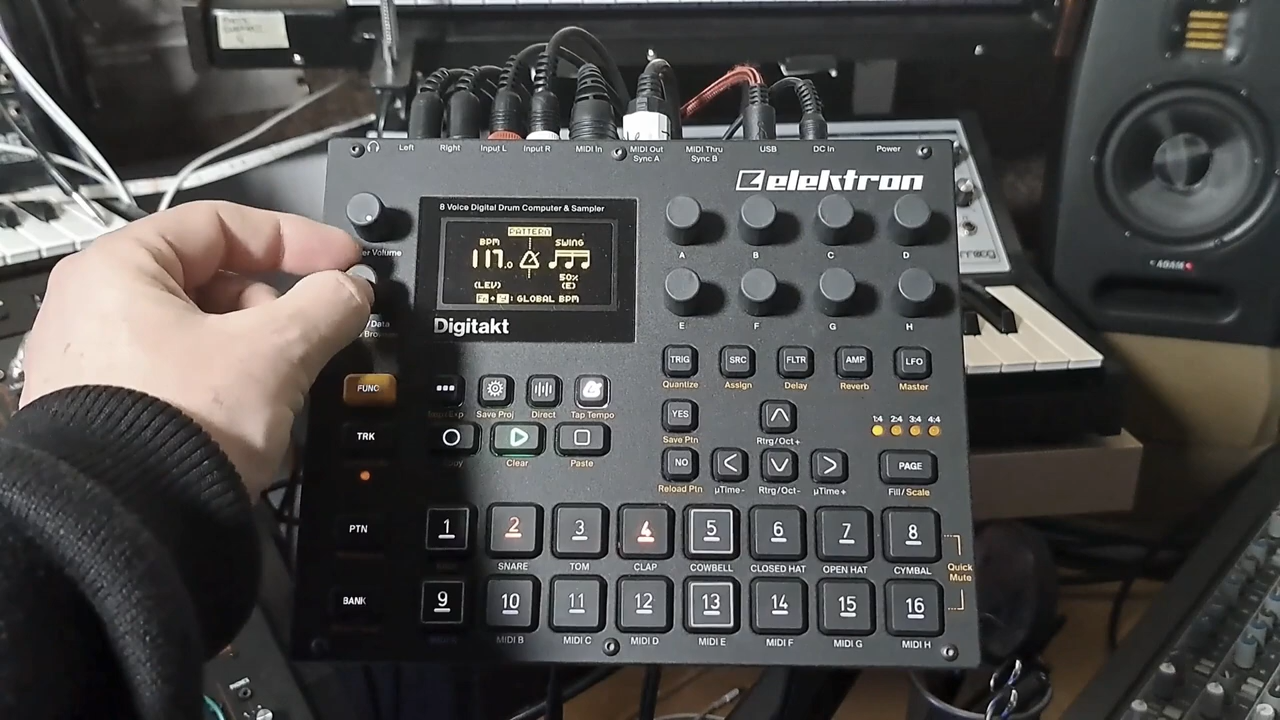 Left Right Input L Input R MIDI In MIDI Out MIDI Thru USB DC In Power
Sync A Sync B
elektron
8 Voice Digital Drum Computer & Sampler
PATTERN
BPM SWING
117.0
50%
(LEV) (E)
Fn + : GLOBAL BPM
Digitakt
Volume
/Data
A B C D
E F G H
TRIG SRC FLTR AMP LFO
Quantize Assign Delay Reverb Master
FUNC
Save Proj Direct Tap Tempo
YES
Save Ptn Rtrg/Oct+
1:4 2:4 3:4 4:4
TRK
Clear Paste
NO < > PAGE
Reload Ptn µTime- Rtrg/Oct- µTime+ Fill/Scale
PTN
1 2 3 4 5 6 7 8
SNARE TOM CLAP COWBELL CLOSED HAT OPEN HAT CYMBAL
Quick
Mute
BANK
9 10 11 12 13 14 15 16
MIDI B MIDI C MIDI D MIDI E MIDI F MIDI G MIDI H
moog
ADAM